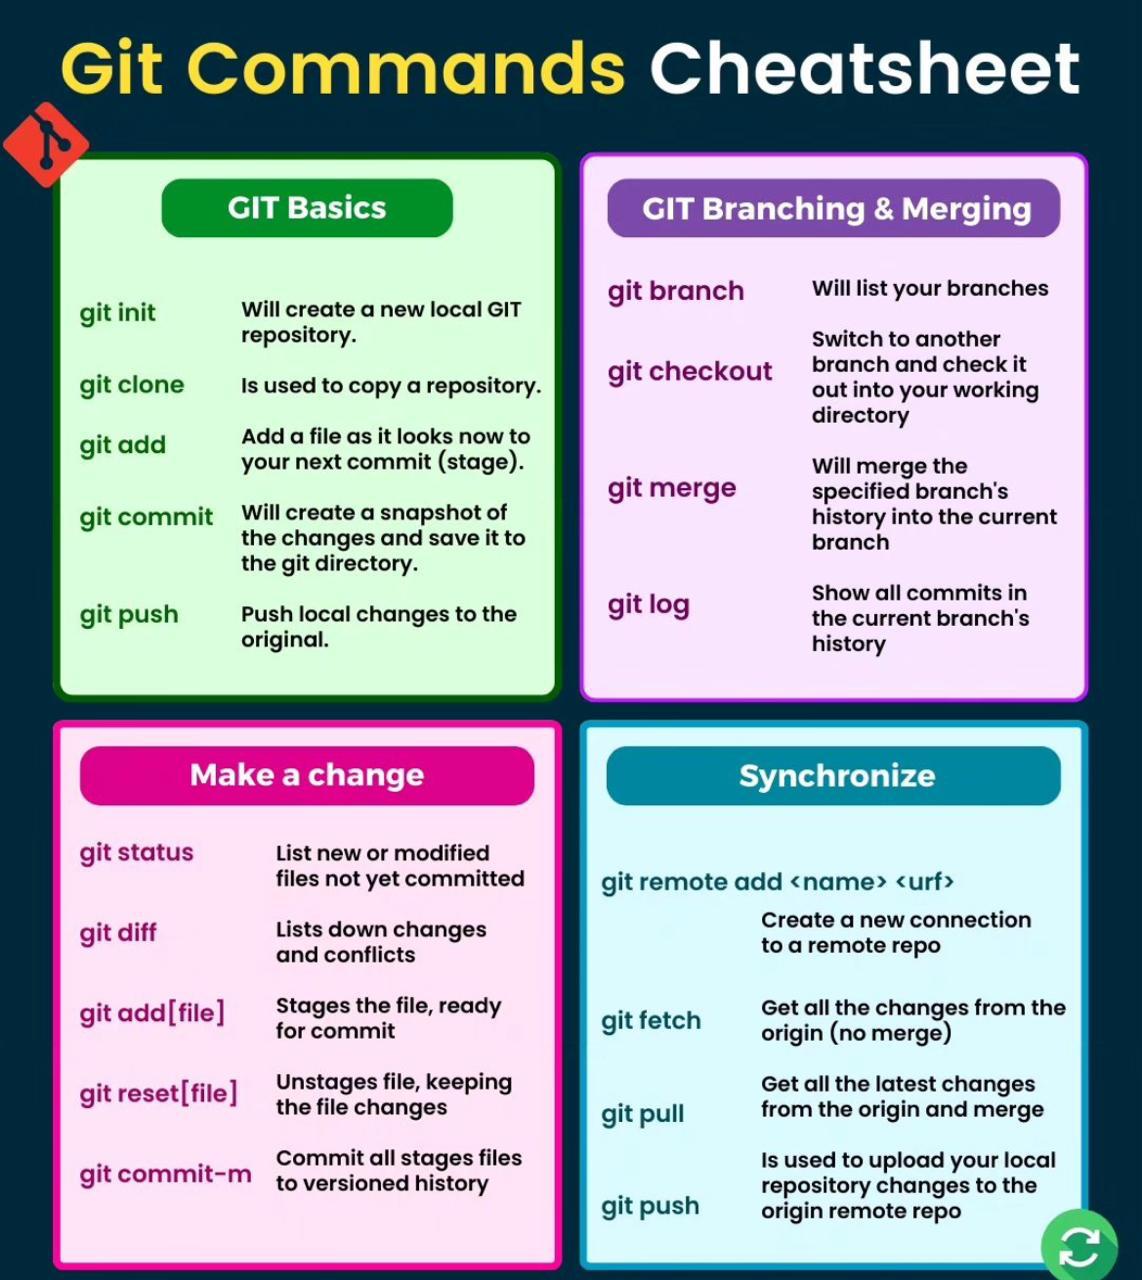 Git Commands Cheatsheet
GIT Basics
git init
Will create a new local GIT
repository.
git clone
Is used to copy a repository.
git add
Add a file as it looks now to
your next commit (stage).
git commit
Will create a snapshot of
the changes and save it to
the git directory.
git push
Push local changes to the
original.
GIT Branching & Merging
git branch
Will list your branches
git checkout
Switch to another
branch and check it
out into your working
directory
git merge
Will merge the
specified branch's
history into the current
branch
git log
Show all commits in
the current branch's
history
Make a change
git status
List new or modified
files not yet committed
git diff
Lists down changes
and conflicts
git add[file]
Stages the file, ready
for commit
git reset[file]
Unstages file, keeping
the file changes
git commit-m
Commit all stages files
to versioned history
Synchronize
git remote add <name> <urf>
Create a new connection
to a remote repo
git fetch
Get all the changes from the
origin (no merge)
git pull
Get all the latest changes
from the origin and merge
git push
Is used to upload your local
repository changes to the
origin remote repo